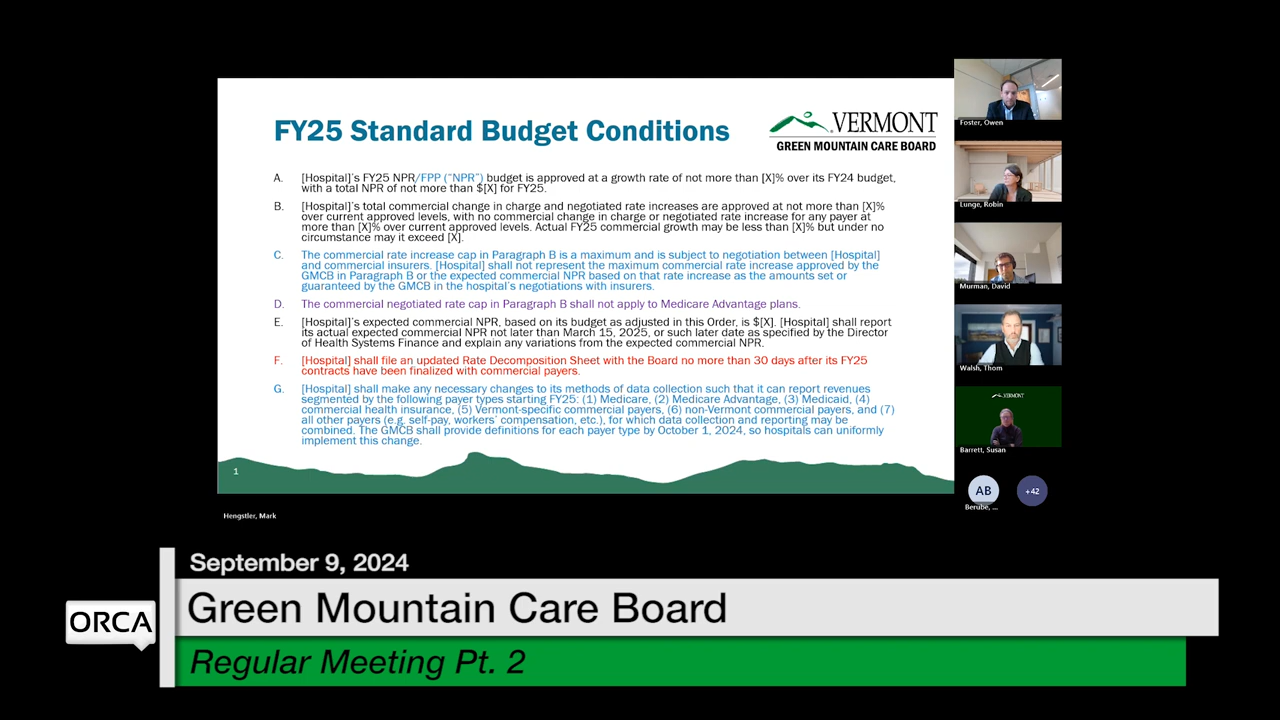 FY25 Standard Budget Conditions
VERMONT
GREEN MOUNTAIN CARE BOARD
A. [Hospital]'s FY25 NPR/FPP ("NPR") budget is approved at a growth rate of not more than [X]% over its FY24 budget,
with a total NPR of not more than $[X] for FY25.
B. [Hospital]'s total commercial change in charge and negotiated rate increases are approved at not more than [X]%
over current approved levels, with no commercial change in charge or negotiated rate increase for any payer at
more than [X]% over current approved levels. Actual FY25 commercial growth may be less than [X]% but under no
circumstance may it exceed [X].
C. The commercial rate increase cap in Paragraph B is a maximum and is subject to negotiation between [Hospital]
and commercial insurers. [Hospital] shall not represent the maximum commercial rate increase approved by the
GMCB in Paragraph B or the expected commercial NPR based on that rate increase as the amounts set or
guaranteed by the GMCB in the hospital's negotiations with insurers.
D. The commercial negotiated rate cap in Paragraph B shall not apply to Medicare Advantage plans.
E. [Hospital]'s expected commercial NPR, based on its budget as adjusted in this Order, is $[X]. [Hospital] shall report
its actual expected commercial NPR not later than March 15, 2025, or such later date as specified by the Director
of Health Systems Finance and explain any variations from the expected commercial NPR.
F. [Hospital] shall file an updated Rate Decomposition Sheet with the Board no more than 30 days after its FY25
contracts have been finalized with commercial payers.
G. [Hospital] shall make any necessary changes to its methods of data collection such that it can report revenues
segmented by the following payer types starting FY25: (1) Medicare, (2) Medicare Advantage, (3) Medicaid, (4)
commercial health insurance, (5) Vermont-specific commercial payers, (6) non-Vermont commercial payers, and (7)
all other payers (e.g. self-pay, workers' compensation, etc.), for which data collection and reporting may be
combined. The GMCB shall provide definitions for each payer type by October 1, 2024, so hospitals can uniformly
implement this change.
1
Foster, Owen
Lunge, Robin
Murman, David
Walsh, Thom
VERMONT
Barrett, Susan
AB
+42
Berube, ...
Hengstler, Mark
September 9, 2024
ORCA
Green Mountain Care Board
Regular Meeting Pt. 2